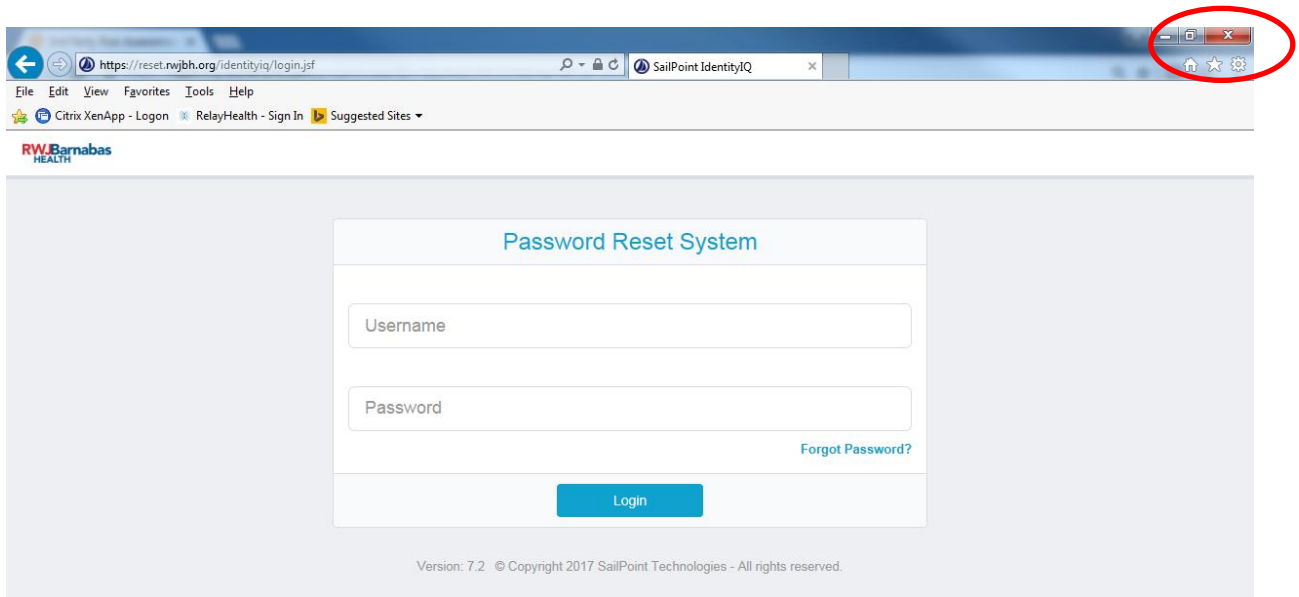 https://reset.rwjbh.org/identityiq/login.jsf
SailPoint IdentityIQ
File Edit View Favorites Tools Help
Citrix XenApp - Logon RelayHealth - Sign In Suggested Sites
RWJBarnabas
HEALTH
Password Reset System
Username
Password
Forgot Password?
Login
Version: 7.2 © Copyright 2017 SailPoint Technologies - All rights reserved.